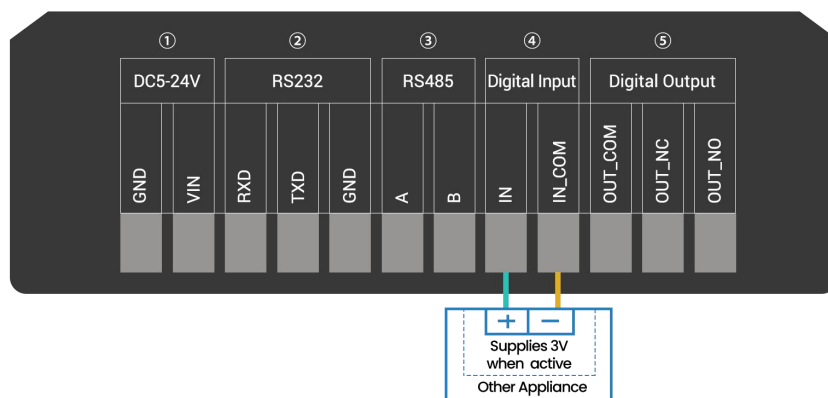 ① ② ③ ④ ⑤
DC5-24V RS232 RS485 Digital Input Digital Output
GND VIN RXD TXD GND A B IN IN_COM OUT_COM OUT_NC OUT_NO
+ −
Supplies 3V
when active
Other Appliance